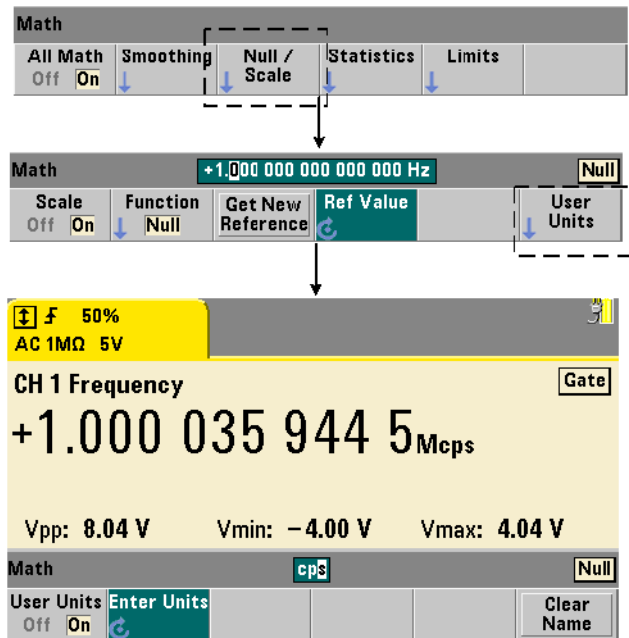 Math
All Math Smoothing Null / Statistics Limits
Off On Scale
Math +1.000 000 000 000 000 Hz Null
Scale Function Get New Ref Value User
Off On Null Reference Units
50%
AC 1MΩ 5V
CH 1 Frequency Gate
+1.000 035 944 5 Mcps
Vpp: 8.04 V Vmin: −4.00 V Vmax: 4.04 V
Math cps Null
User Units Enter Units Clear
Off On Name